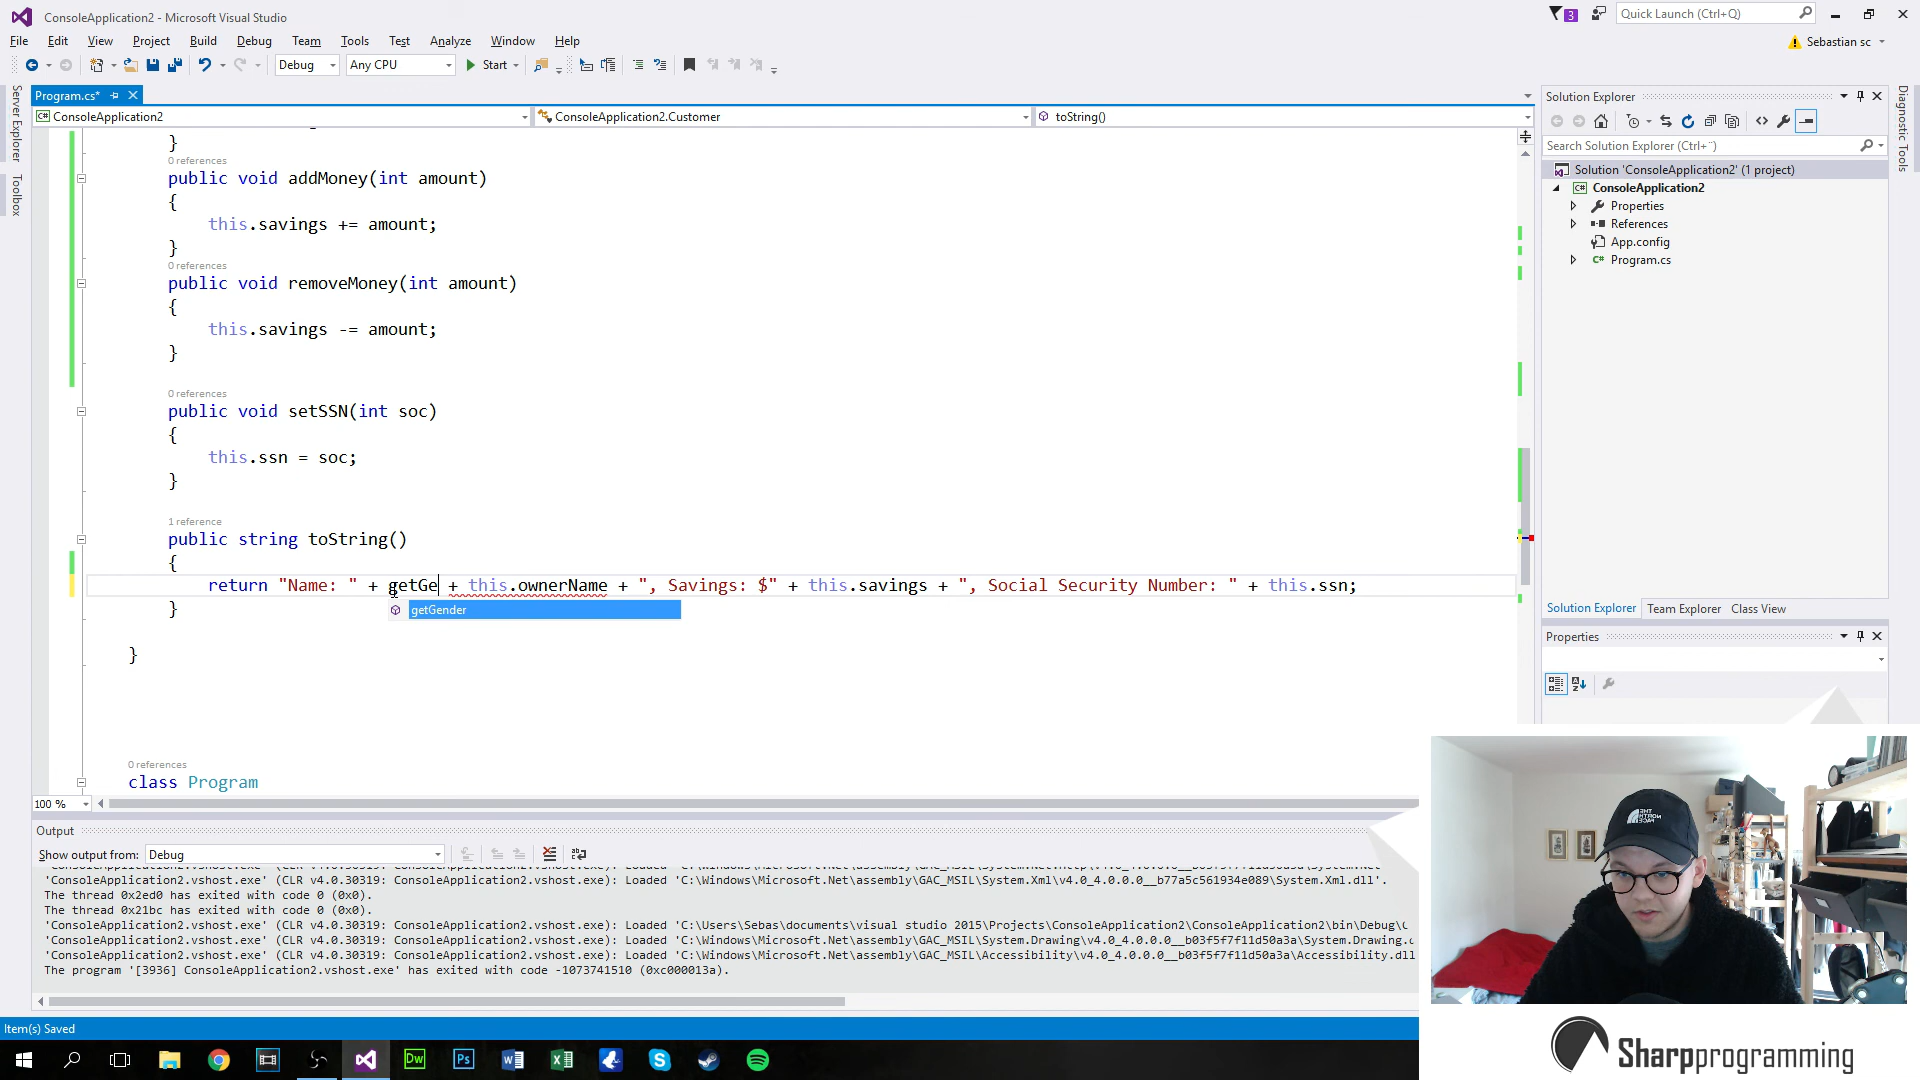 ConsoleApplication2 - Microsoft Visual Studio
3
Quick Launch (Ctrl+Q)
File Edit View Project Build Debug Team Tools Test Analyze Window Help
Sebastian sc
Debug
Any CPU
Start
Server Explorer
Toolbox
Program.cs*
ConsoleApplication2
ConsoleApplication2.Customer
toString()
}
0 references
public void addMoney(int amount)
{
this.savings += amount;
}
0 references
public void removeMoney(int amount)
{
this.savings -= amount;
}
0 references
public void setSSN(int soc)
{
this.ssn = soc;
}
1 reference
public string toString()
{
return "Name: " + getGe + this.ownerName + ", Savings: $" + this.savings + ", Social Security Number: " + this.ssn;
getGender
}
}
0 references
class Program
100 %
Output
Show output from: Debug
'ConsoleApplication2.vshost.exe' (CLR v4.0.30319: ConsoleApplication2.vshost.exe): Loaded 'C:\Windows\Microsoft.Net\assembly\GAC_MSIL\System.Xml\v4.0_4.0.0.0__b77a5c561934e089\System.Xml.dll'.
The thread 0x2ed0 has exited with code 0 (0x0).
The thread 0x21bc has exited with code 0 (0x0).
'ConsoleApplication2.vshost.exe' (CLR v4.0.30319: ConsoleApplication2.vshost.exe): Loaded 'C:\Users\Sebas\documents\visual studio 2015\Projects\ConsoleApplication2\ConsoleApplication2\bin\Debug\C
'ConsoleApplication2.vshost.exe' (CLR v4.0.30319: ConsoleApplication2.vshost.exe): Loaded 'C:\Windows\Microsoft.Net\assembly\GAC_MSIL\System.Drawing\v4.0_4.0.0.0__b03f5f7f11d50a3a\System.Drawing.d
'ConsoleApplication2.vshost.exe' (CLR v4.0.30319: ConsoleApplication2.vshost.exe): Loaded 'C:\Windows\Microsoft.Net\assembly\GAC_MSIL\Accessibility\v4.0_4.0.0.0__b03f5f7f11d50a3a\Accessibility.dll
The program '[3936] ConsoleApplication2.vshost.exe' has exited with code -1073741510 (0xc000013a).
Item(s) Saved
Solution Explorer
Search Solution Explorer (Ctrl+¨)
Solution 'ConsoleApplication2' (1 project)
ConsoleApplication2
Properties
References
App.config
Program.cs
Solution Explorer Team Explorer Class View
Properties
Diagnostic Tools
Dw
Ps
Sharpprogramming